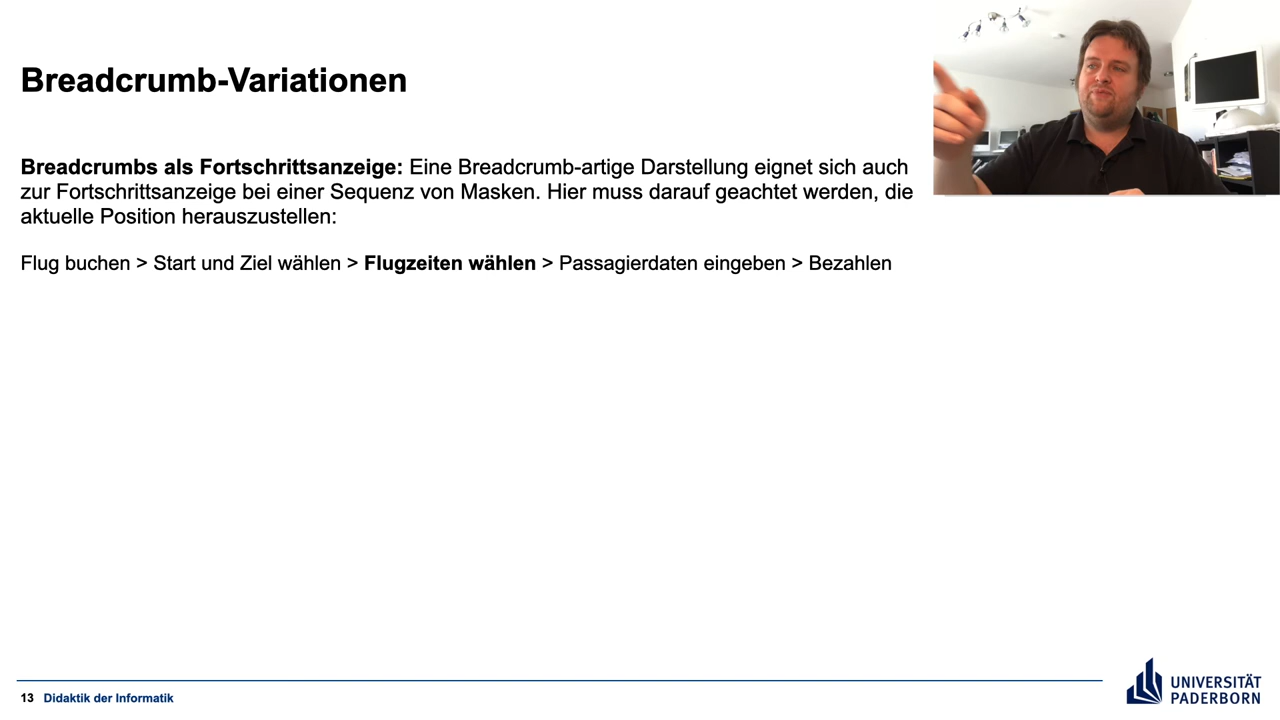 Breadcrumb-Variationen
Breadcrumbs als Fortschrittsanzeige: Eine Breadcrumb-artige Darstellung eignet sich auch
zur Fortschrittsanzeige bei einer Sequenz von Masken. Hier muss darauf geachtet werden, die
aktuelle Position herauszustellen:
Flug buchen > Start und Ziel wählen > Flugzeiten wählen > Passagierdaten eingeben > Bezahlen
13 Didaktik der Informatik
UNIVERSITÄT
PADERBORN